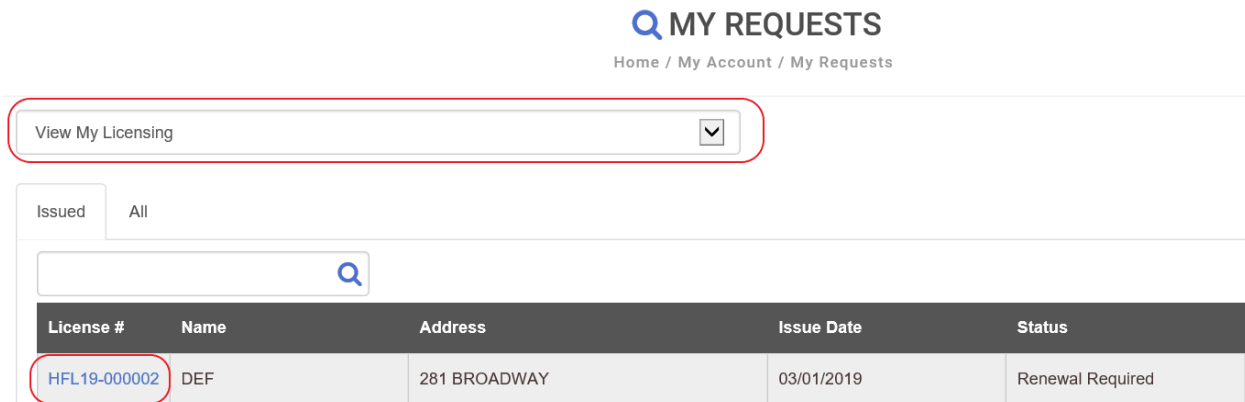 MY REQUESTS
Home / My Account / My Requests
View My Licensing
Issued All
License # Name Address Issue Date Status
HFL19-000002 DEF 281 BROADWAY 03/01/2019 Renewal Required